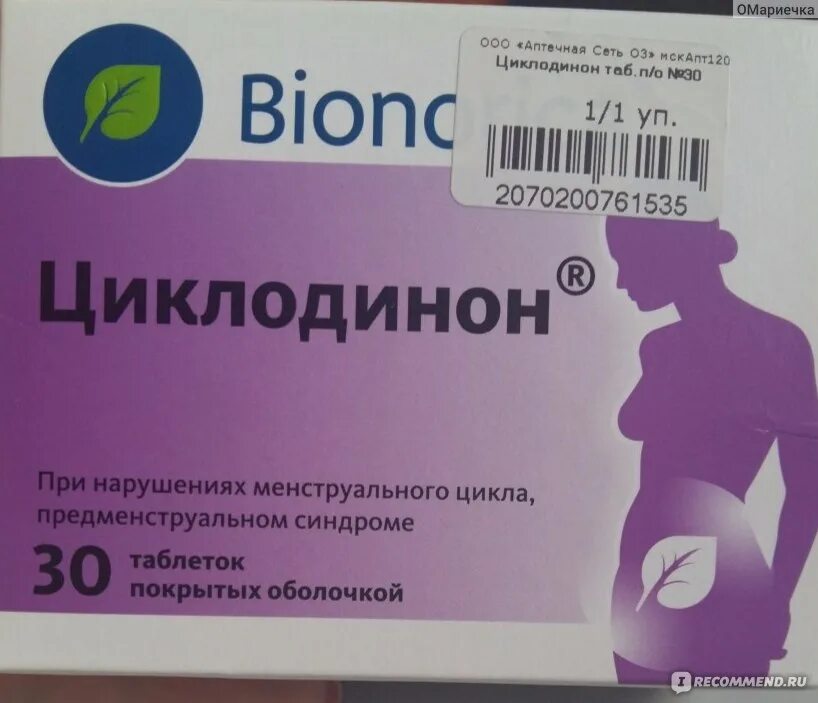 ОМариечка
ООО «Аптечная Сеть ОЗ» мскАпт120
Циклодинон таб.п/о №30
1/1 уп.
2070200761535
Biono
Циклодинон®
При нарушениях менструального цикла,
предменструальном синдроме
30 таблеток
покрытых оболочкой
IRECOMMEND.RU